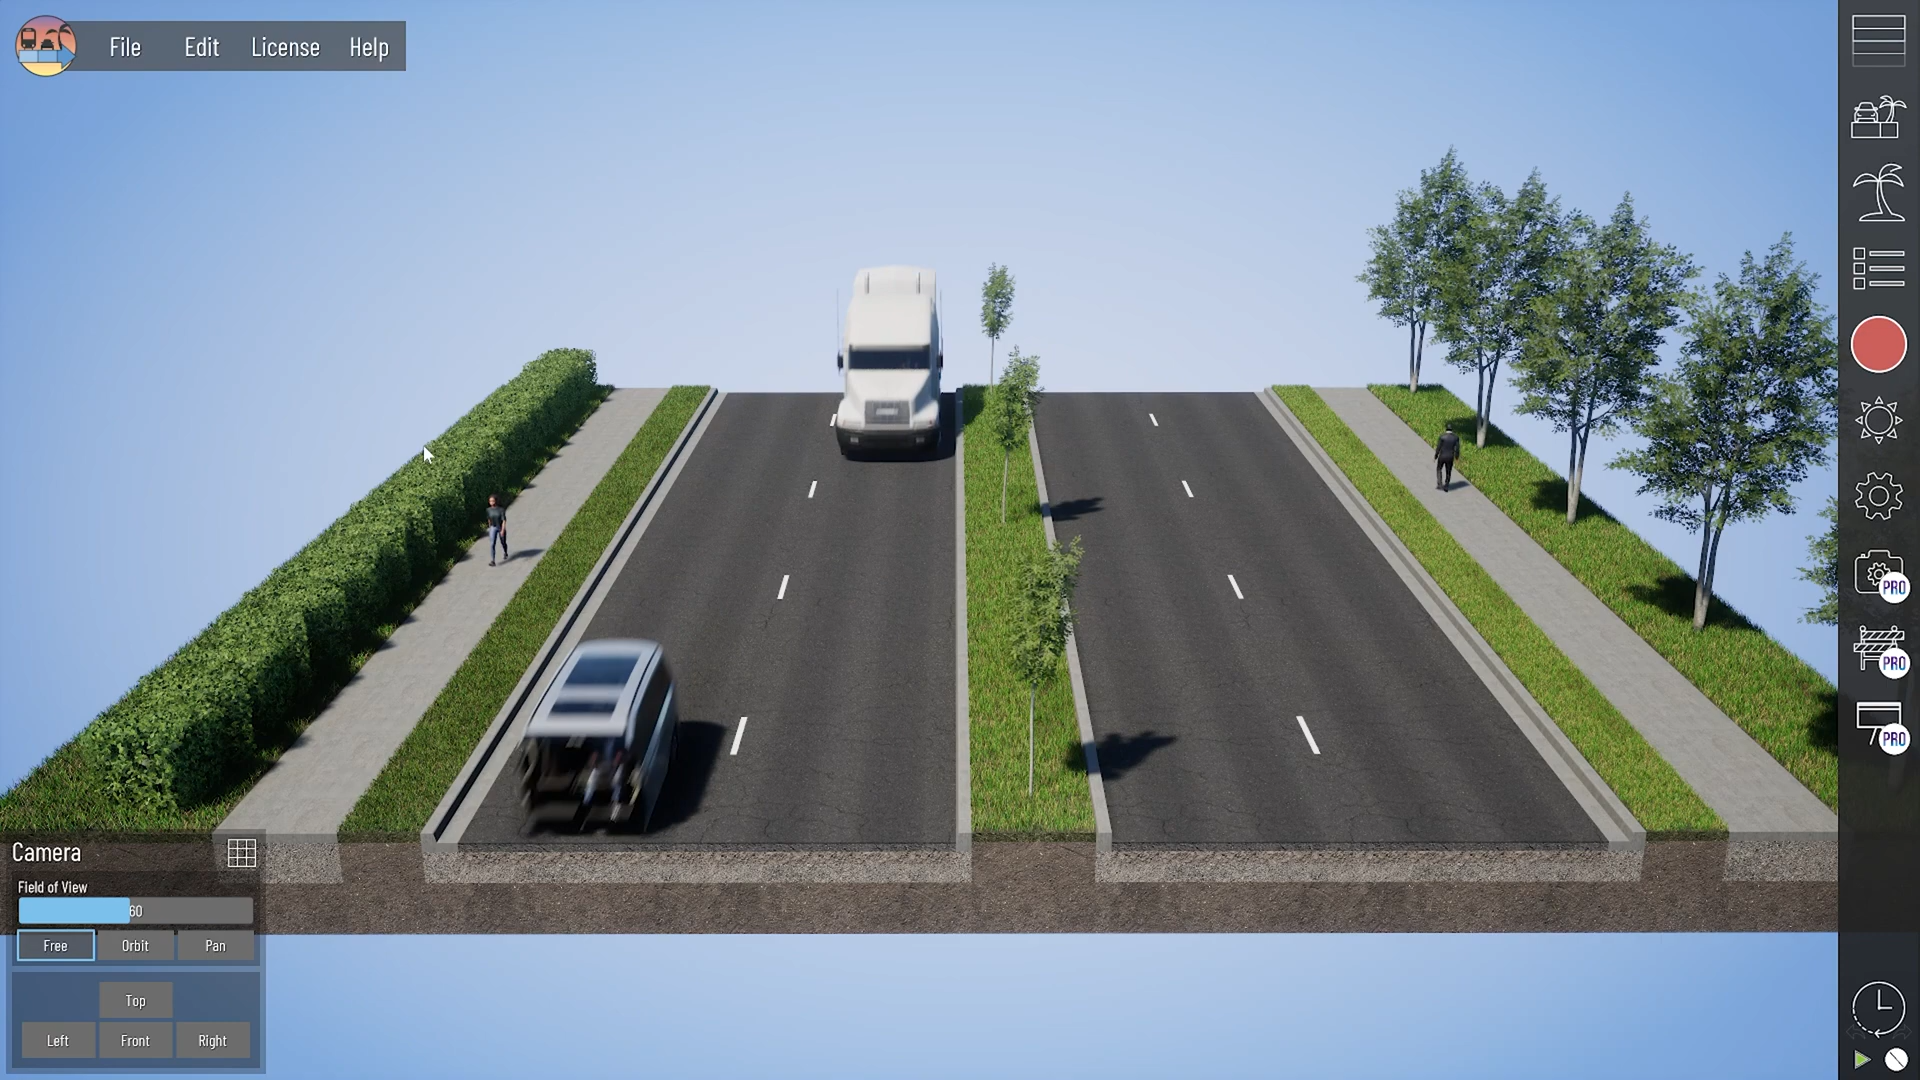 File Edit License Help
PRO
PRO
PRO
Camera
Field of View
60
Free Orbit Pan
Top
Left Front Right